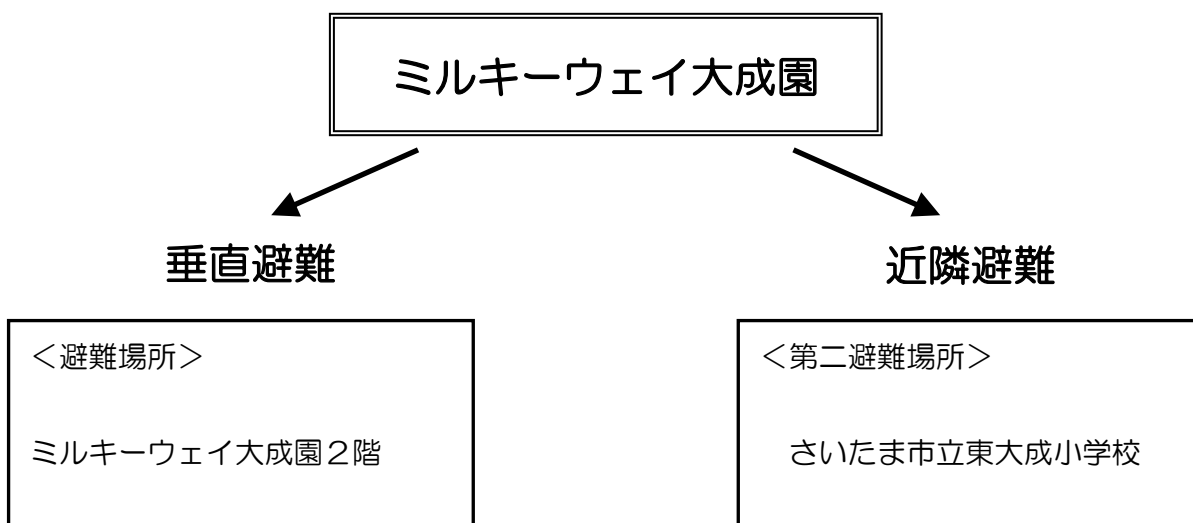 ミルキーウェイ大成園
垂直避難
近隣避難
＜避難場所＞
ミルキーウェイ大成園２階
＜第二避難場所＞
さいたま市立東大成小学校